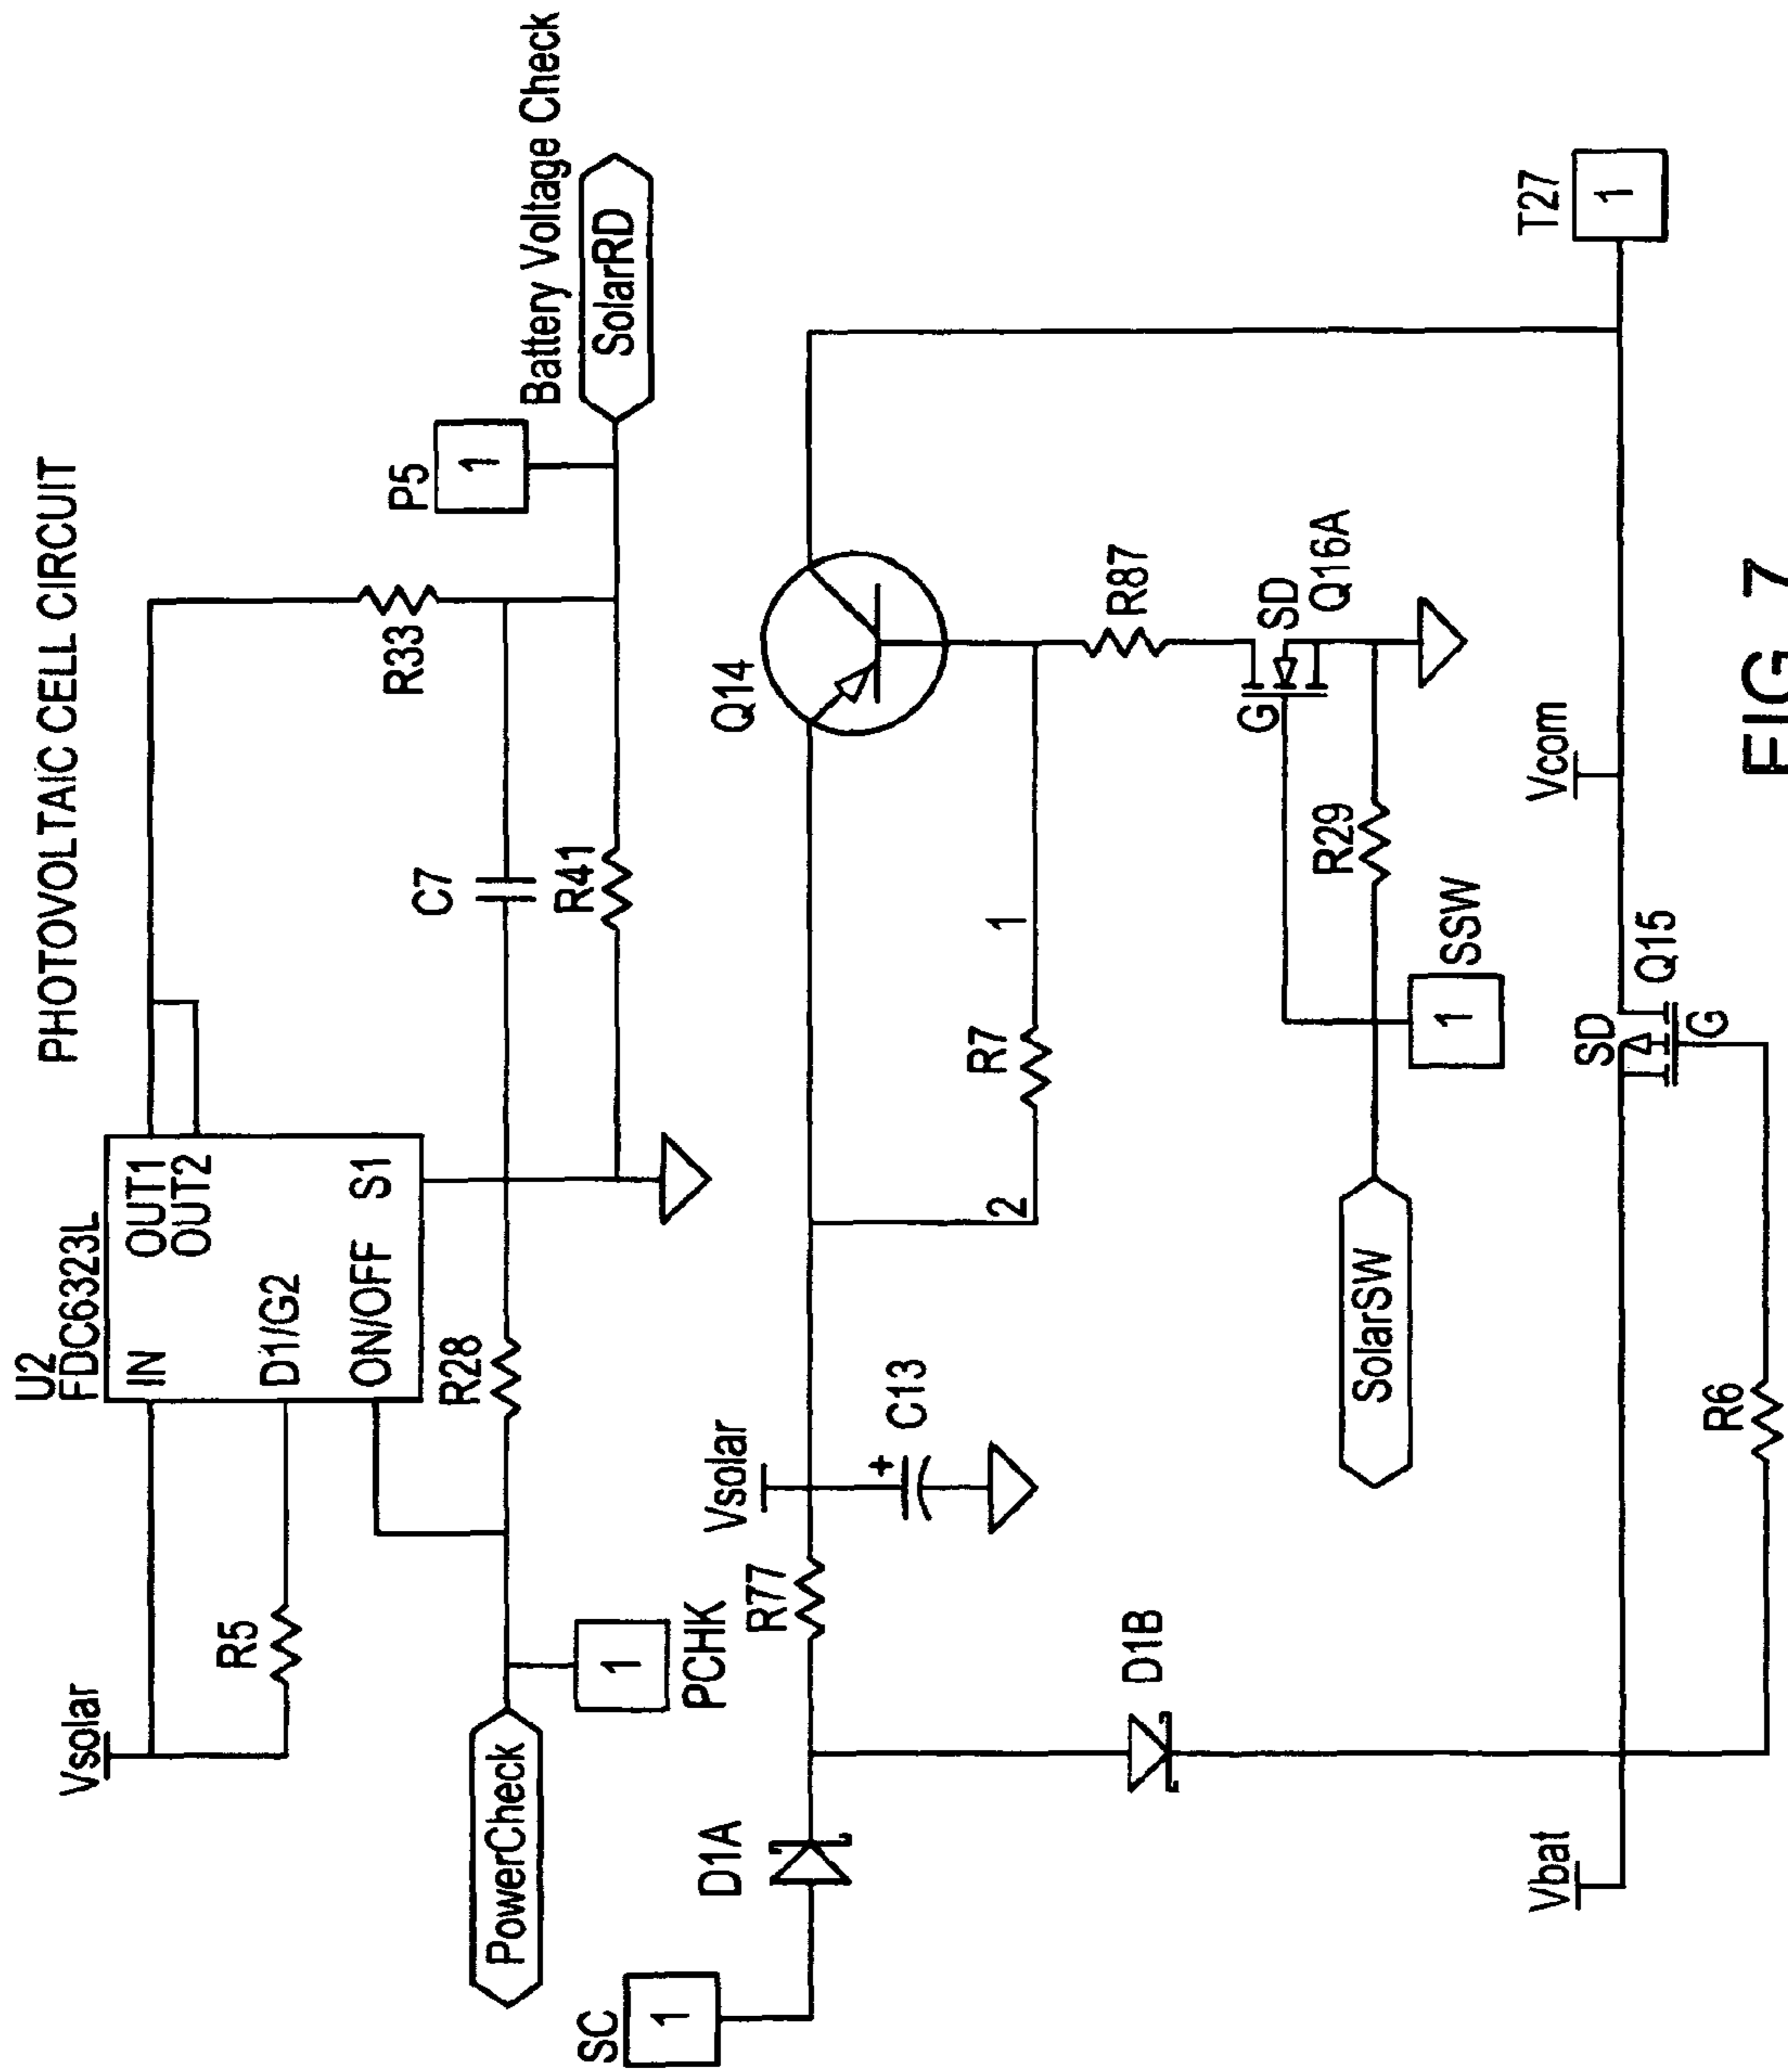 PHOTOVOLTAIC CELL CIRCUIT
U2
FDC6323L
Vsolar
IN
OUT1
OUT2
D1/G2
R5
ON/OFF
S1
R33
P5
1
Battery Voltage Check
SolarRD
PowerCheck
R28
C7
R41
1
PCHK
SC
1
D1A
R77
Vsolar
+
C13
Q14
2
R7
1
R87
D1B
SD
G
Q16A
R29
SolarSW
1
SSW
Vbat
SD
G
Q15
Vcom
T27
1
R6
FIG 7